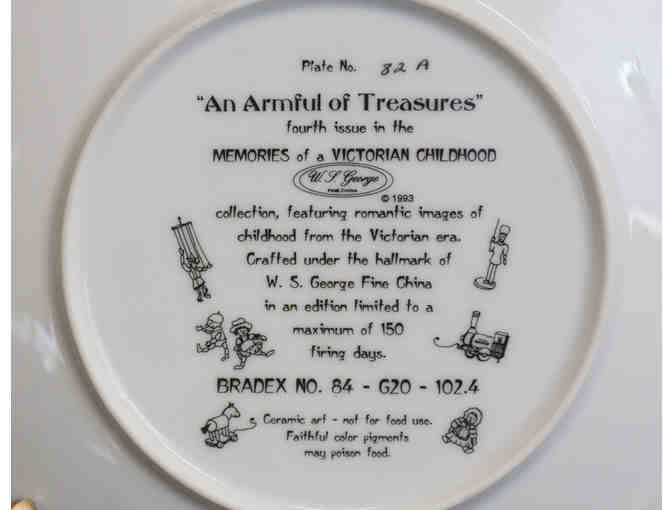 Plate No. 82 A
"An Armful of Treasures"
fourth issue in the
MEMORIES of a VICTORIAN CHILDHOOD
W. S. George
FINE CHINA
© 1993
collection, featuring romantic images of
childhood from the Victorian era.
Crafted under the hallmark of
W. S. George Fine China
in an edition limited to a
maximum of 150
firing days.
BRADEX NO. 84 - G20 - 102.4
Ceramic art - not for food use.
Faithful color pigments
may poison food.